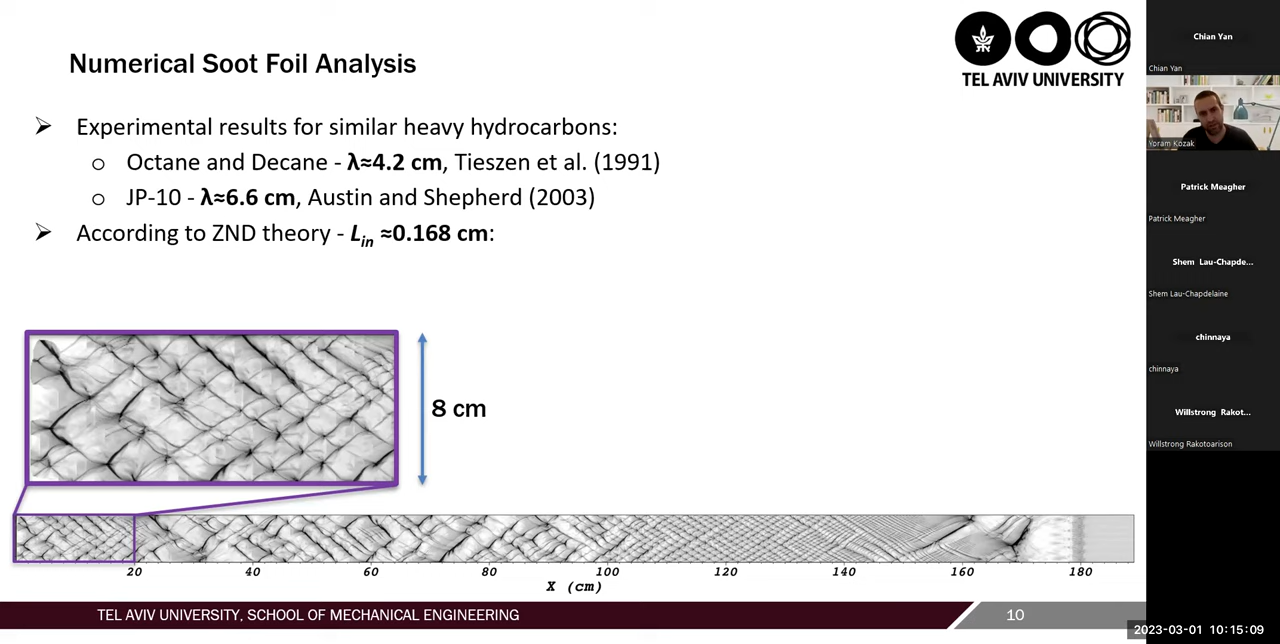 Numerical Soot Foil Analysis
TEL AVIV UNIVERSITY
➢ Experimental results for similar heavy hydrocarbons:
o Octane and Decane - λ≈4.2 cm, Tieszen et al. (1991)
o JP-10 - λ≈6.6 cm, Austin and Shepherd (2003)
➢ According to ZND theory - Lin ≈0.168 cm:
8 cm
20 40 60 80 100 120 140 160 180
X (cm)
TEL AVIV UNIVERSITY, SCHOOL OF MECHANICAL ENGINEERING
10
Chian Yan
Chian Yan
Yoram Kozak
Patrick Meagher
Patrick Meagher
Shem Lau-Chapde...
Shem Lau-Chapdelaine
chinnaya
chinnaya
Willstrong Rakot...
Willstrong Rakotoarison
2023-03-01 10:15:09